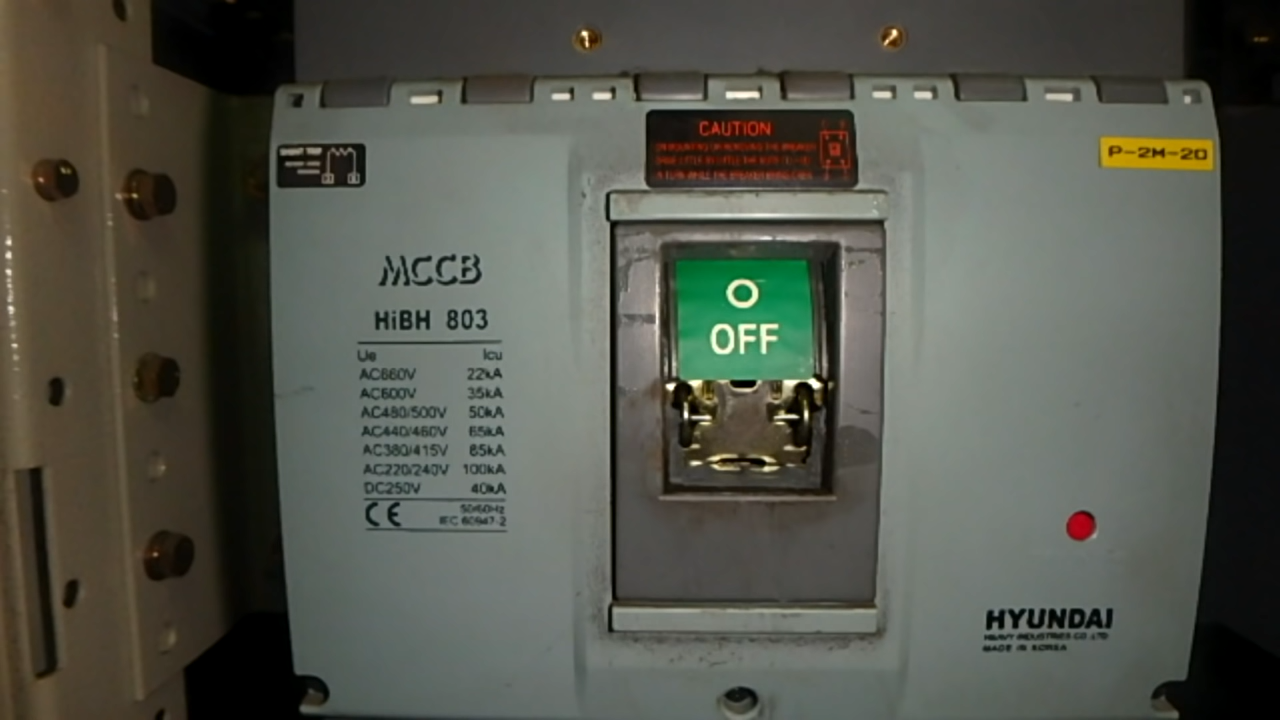 CAUTION
SHUNT TRIP
P-2M-20
MCCB
HiBH 803
Ue Icu
AC660V 22kA
AC600V 35kA
AC480/500V 50kA
AC440/460V 65kA
AC380/415V 85kA
AC220/240V 100kA
DC250V 40kA
CE 50/60Hz
IEC 60947-2
O
OFF
HYUNDAI
HEAVY INDUSTRIES CO.,LTD
MADE IN KOREA